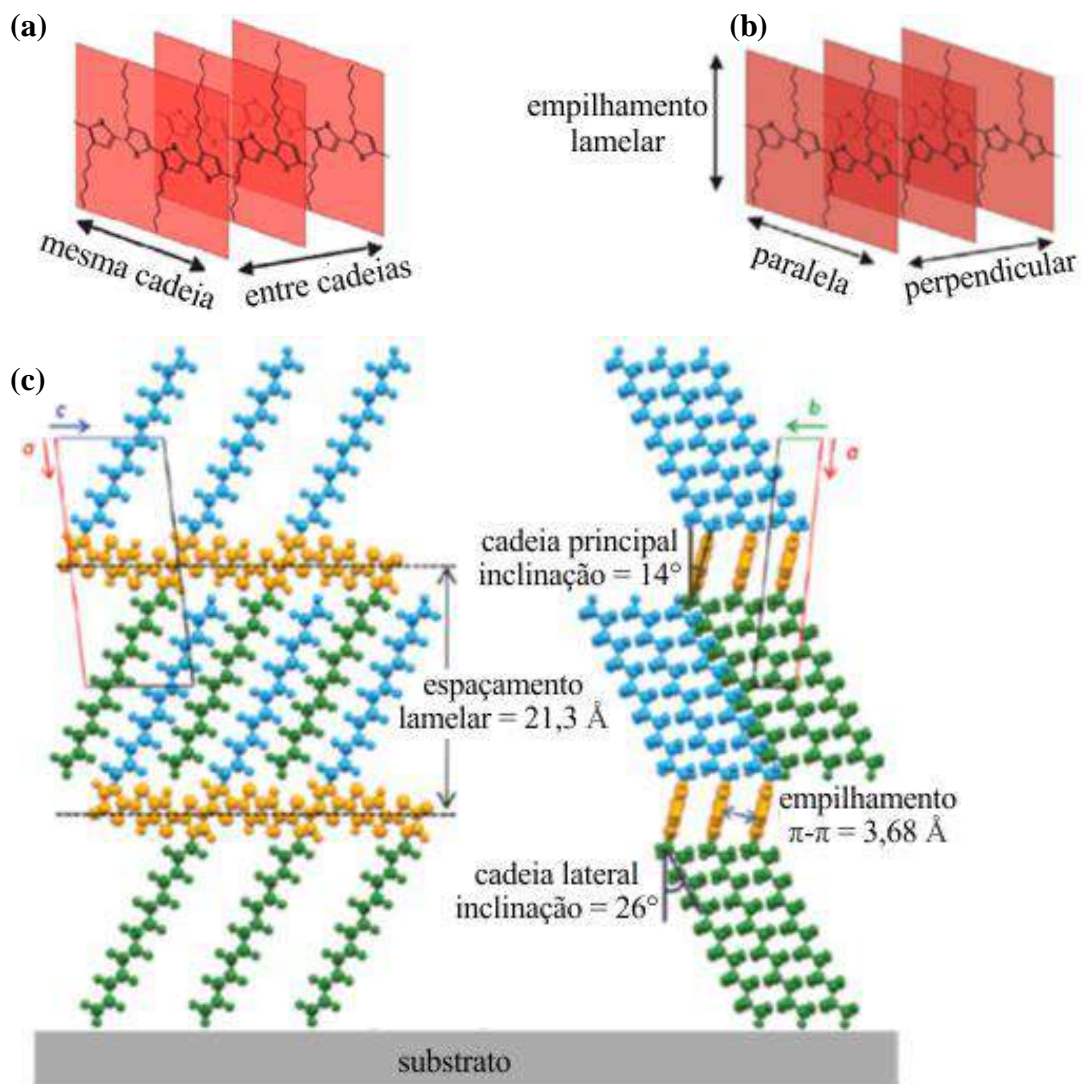 (a)
mesma cadeia
entre cadeias
(b)
empilhamento
lamelar
paralela
perpendicular
(c)
c
a
b
a
cadeia principal
inclinação = 14°
espaçamento
lamelar = 21,3 Å
empilhamento
π-π = 3,68 Å
cadeia lateral
inclinação = 26°
substrato